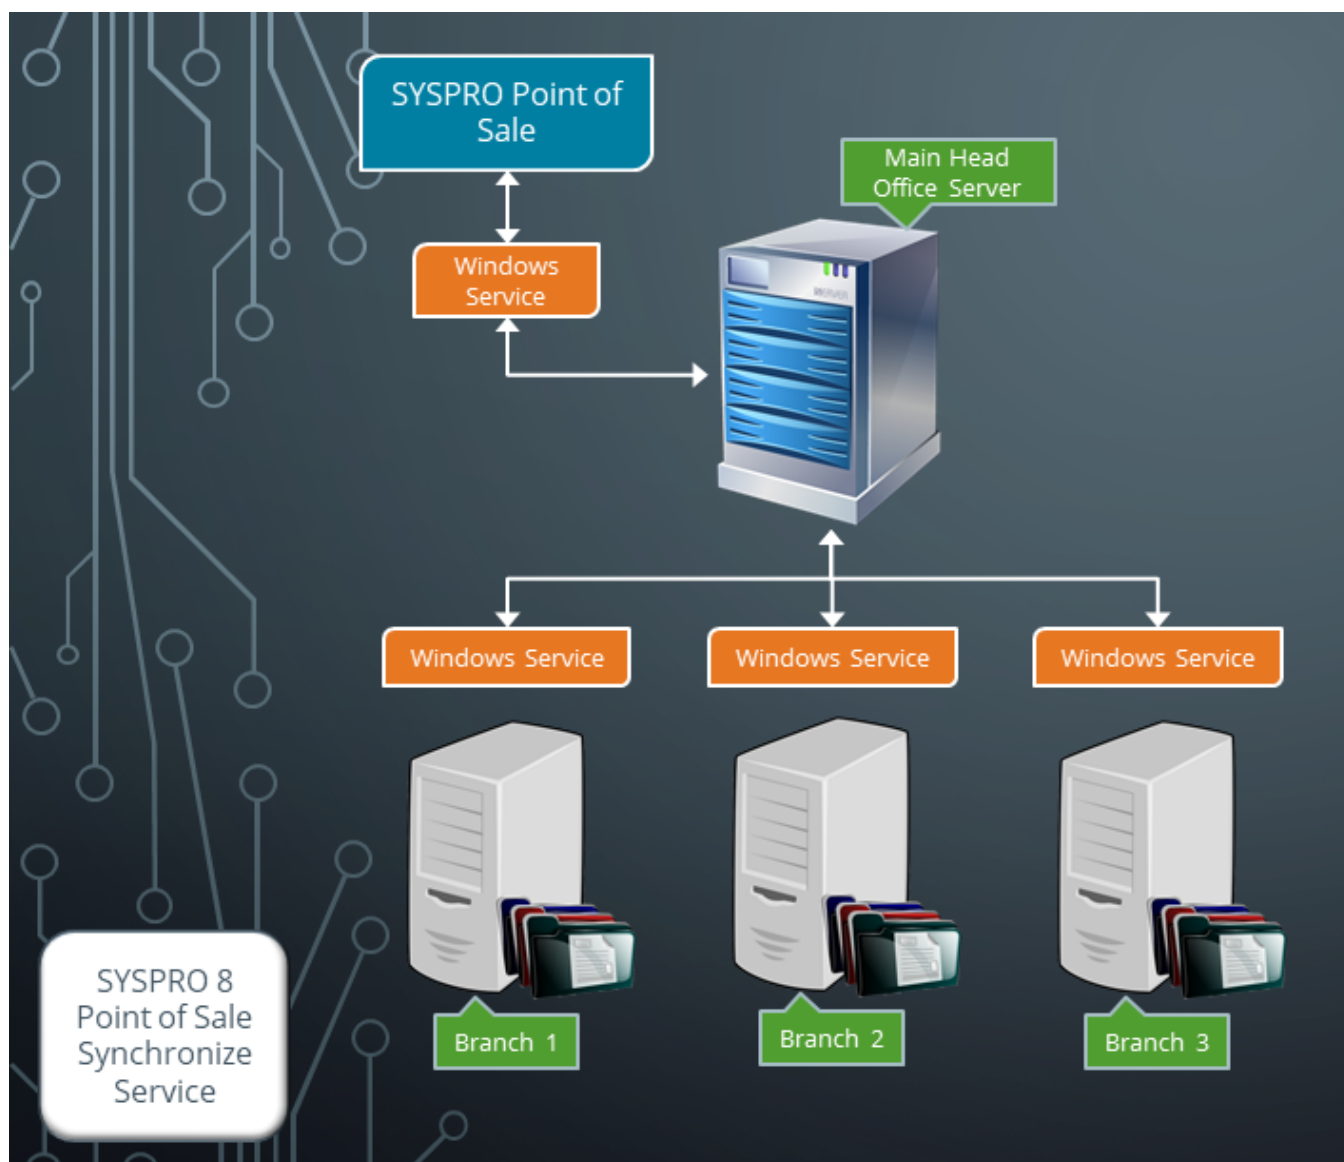 SYSPRO Point of
Sale
Main Head
Office Server
Windows
Service
Windows Service
Windows Service
Windows Service
Branch 1
Branch 2
Branch 3
SYSPRO 8
Point of Sale
Synchronize
Service